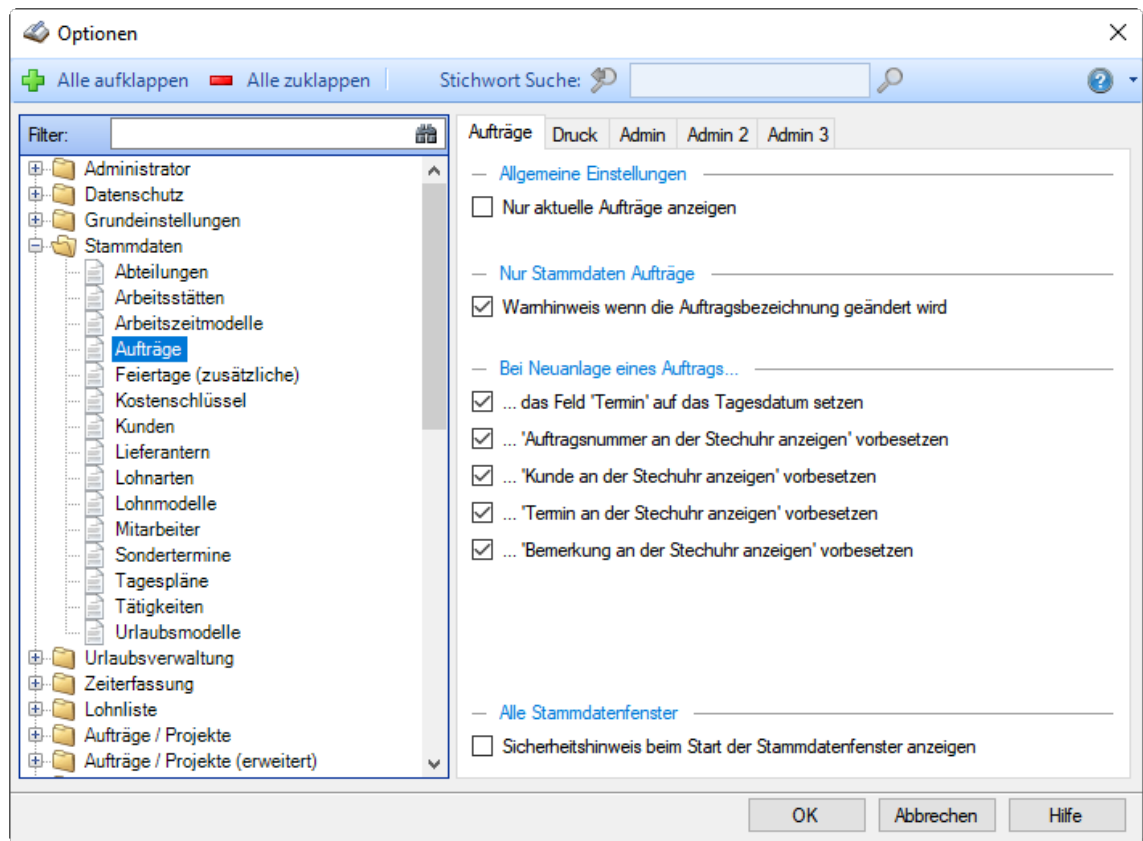 Optionen
Alle aufklappen Alle zuklappen Stichwort Suche:
Filter:
Administrator
Datenschutz
Grundeinstellungen
Stammdaten
Abteilungen
Arbeitsstätten
Arbeitszeitmodelle
Aufträge
Feiertage (zusätzliche)
Kostenschlüssel
Kunden
Lieferantern
Lohnarten
Lohnmodelle
Mitarbeiter
Sondertermine
Tagespläne
Tätigkeiten
Urlaubsmodelle
Urlaubsverwaltung
Zeiterfassung
Lohnliste
Aufträge / Projekte
Aufträge / Projekte (erweitert)
Aufträge Druck Admin Admin 2 Admin 3
Allgemeine Einstellungen
Nur aktuelle Aufträge anzeigen
Nur Stammdaten Aufträge
Warnhinweis wenn die Auftragsbezeichnung geändert wird
Bei Neuanlage eines Auftrags...
... das Feld 'Termin' auf das Tagesdatum setzen
... 'Auftragsnummer an der Stechuhr anzeigen' vorbesetzen
... 'Kunde an der Stechuhr anzeigen' vorbesetzen
... 'Termin an der Stechuhr anzeigen' vorbesetzen
... 'Bemerkung an der Stechuhr anzeigen' vorbesetzen
Alle Stammdatenfenster
Sicherheitshinweis beim Start der Stammdatenfenster anzeigen
OK Abbrechen Hilfe